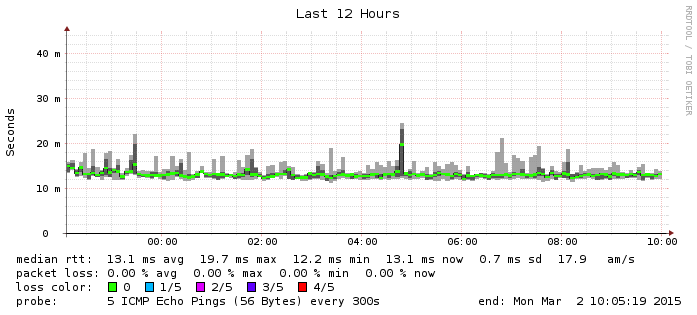 Last 12 Hours
RRDTOOL / TOBI OETIKER
Seconds
40 m
30 m
20 m
10 m
0
00:00 02:00 04:00 06:00 08:00 10:00
median rtt: 13.1 ms avg 19.7 ms max 12.2 ms min 13.1 ms now 0.7 ms sd 17.9 am/s
packet loss: 0.00 % avg 0.00 % max 0.00 % min 0.00 % now
loss color: 0 1/5 2/5 3/5 4/5
probe: 5 ICMP Echo Pings (56 Bytes) every 300s end: Mon Mar 2 10:05:19 2015